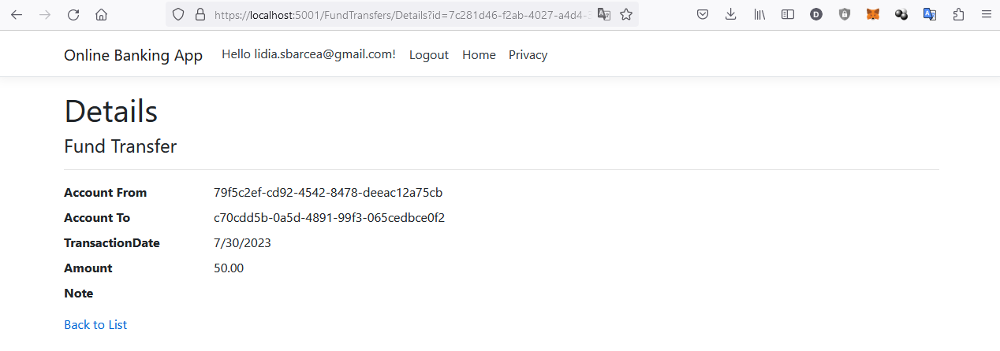 https://localhost:5001/FundTransfers/Details?id=7c281d46-f2ab-4027-a4d4-
Online Banking App Hello lidia.sbarcea@gmail.com! Logout Home Privacy
Details
Fund Transfer
Account From 79f5c2ef-cd92-4542-8478-deeac12a75cb
Account To c70cdd5b-0a5d-4891-99f3-065cedbce0f2
TransactionDate 7/30/2023
Amount 50.00
Note
Back to List